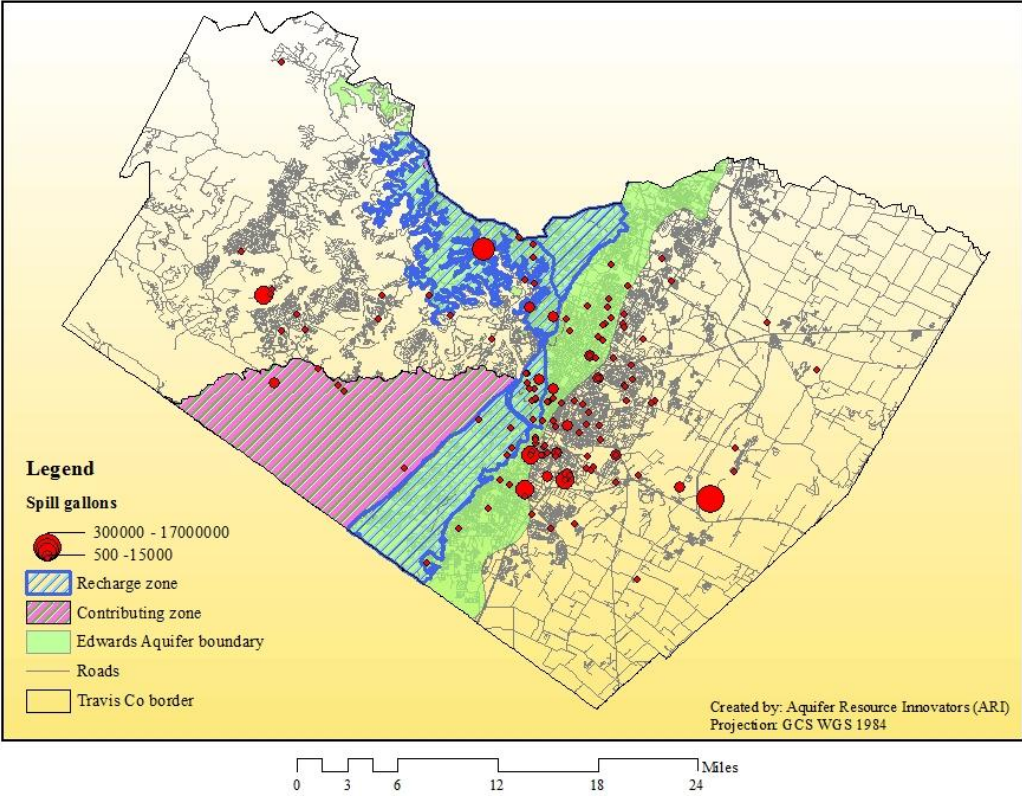 Legend
Spill gallons
300000 - 17000000
500 -15000
Recharge zone
Contributing zone
Edwards Aquifer boundary
Roads
Travis Co border
Created by: Aquifer Resource Innovators (ARI)
Projection: GCS WGS 1984
Miles
0 3 6 12 18 24